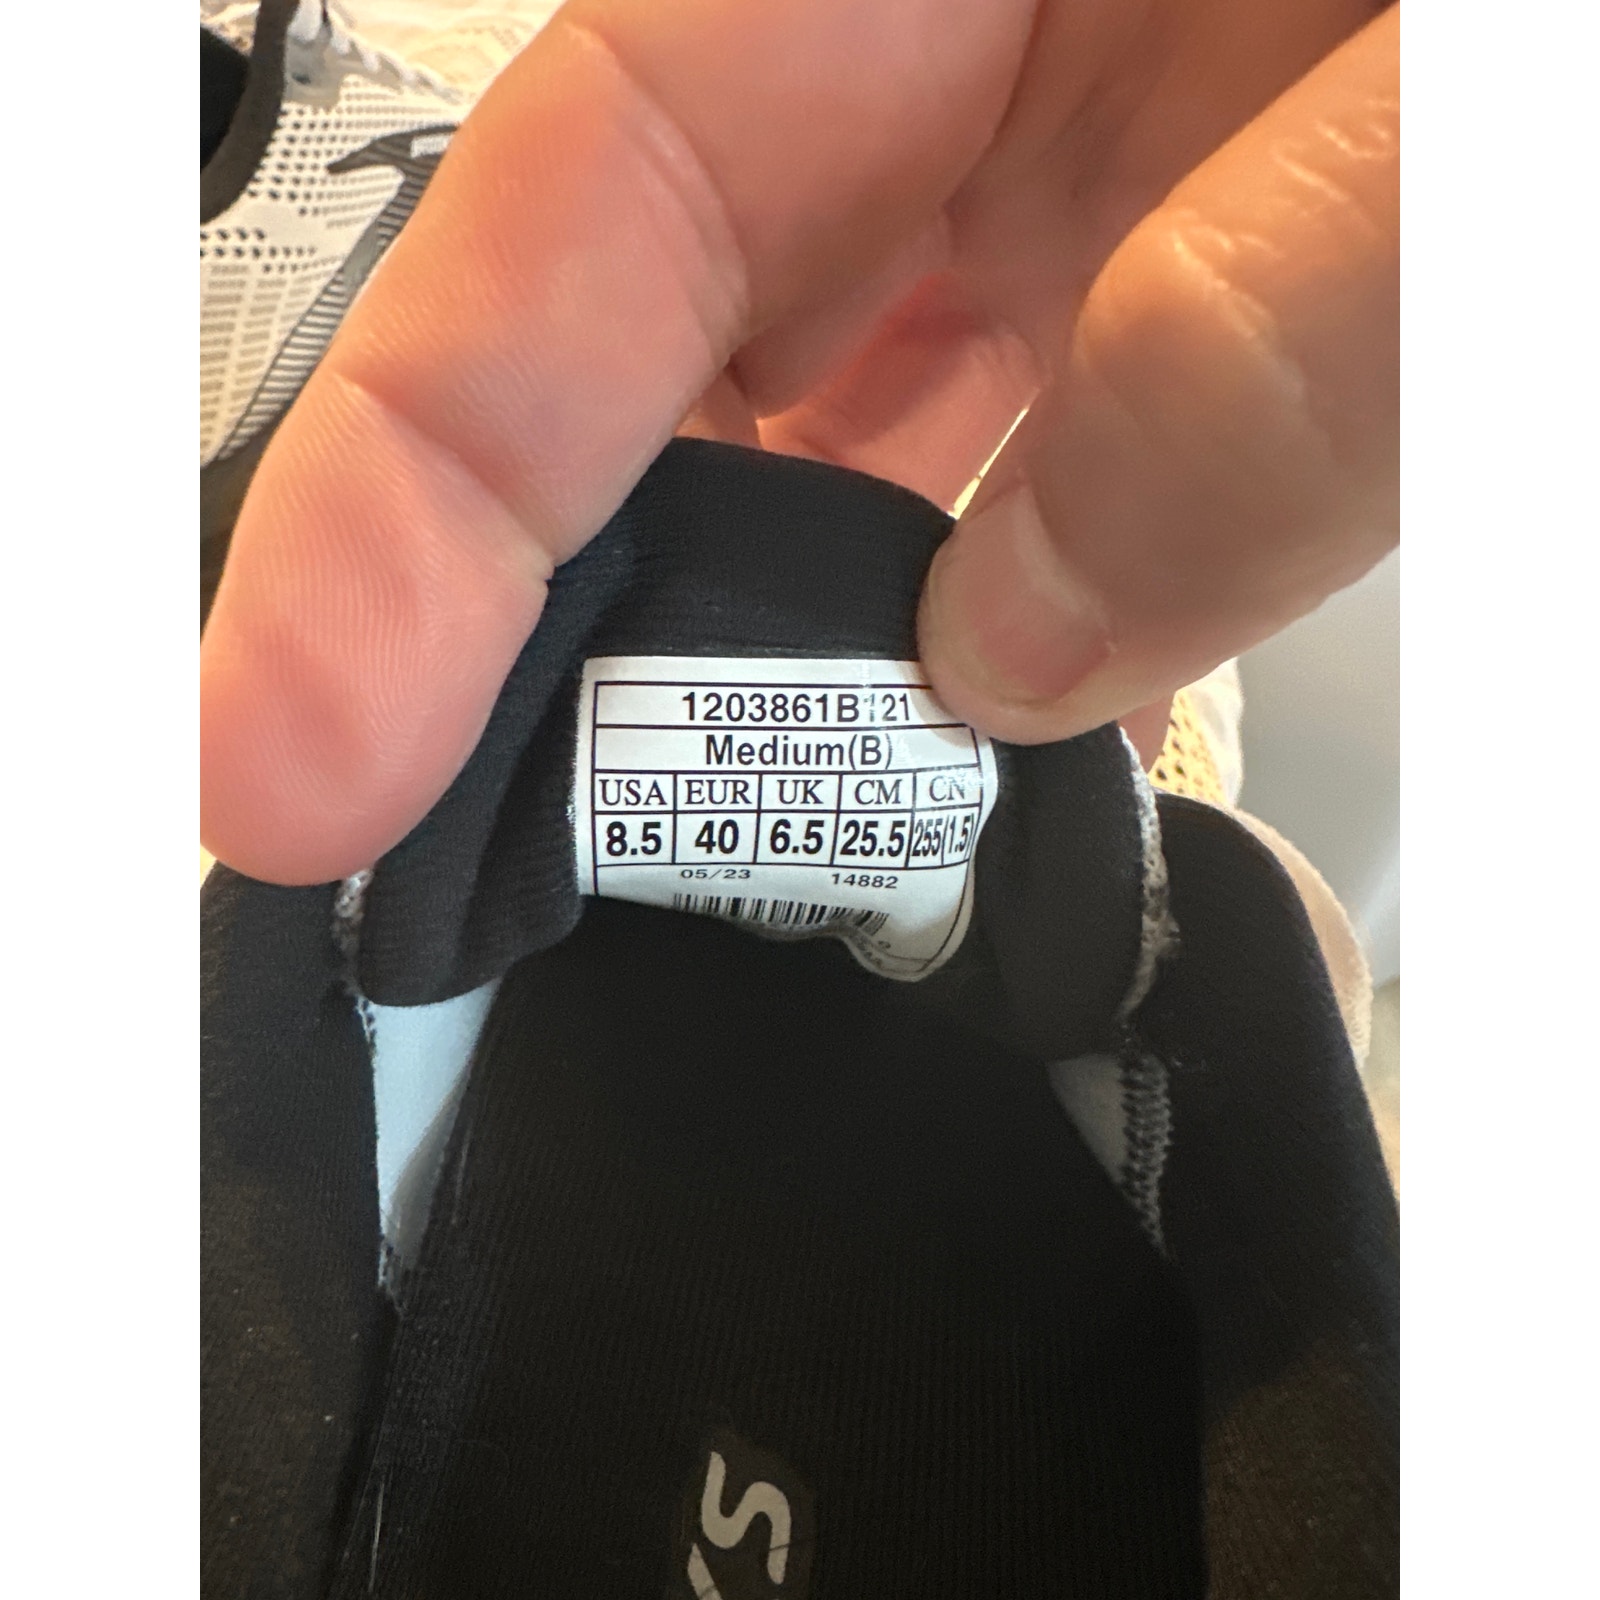 1203861B121
Medium(B)
USA EUR UK CM CN
8.5 40 6.5 25.5 255(1.5)
05/23 14882
S